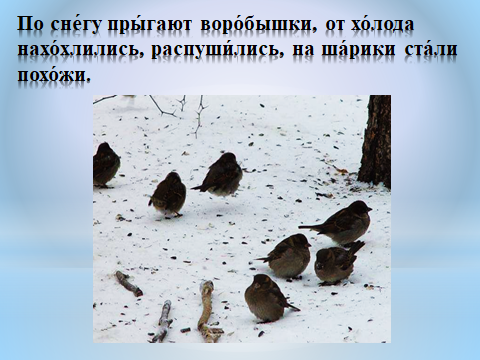 По сне́гу пры́гают воро́бышки, от хо́лода
нахо́хлились, распуши́лись, на ша́рики ста́ли
похо́жи.